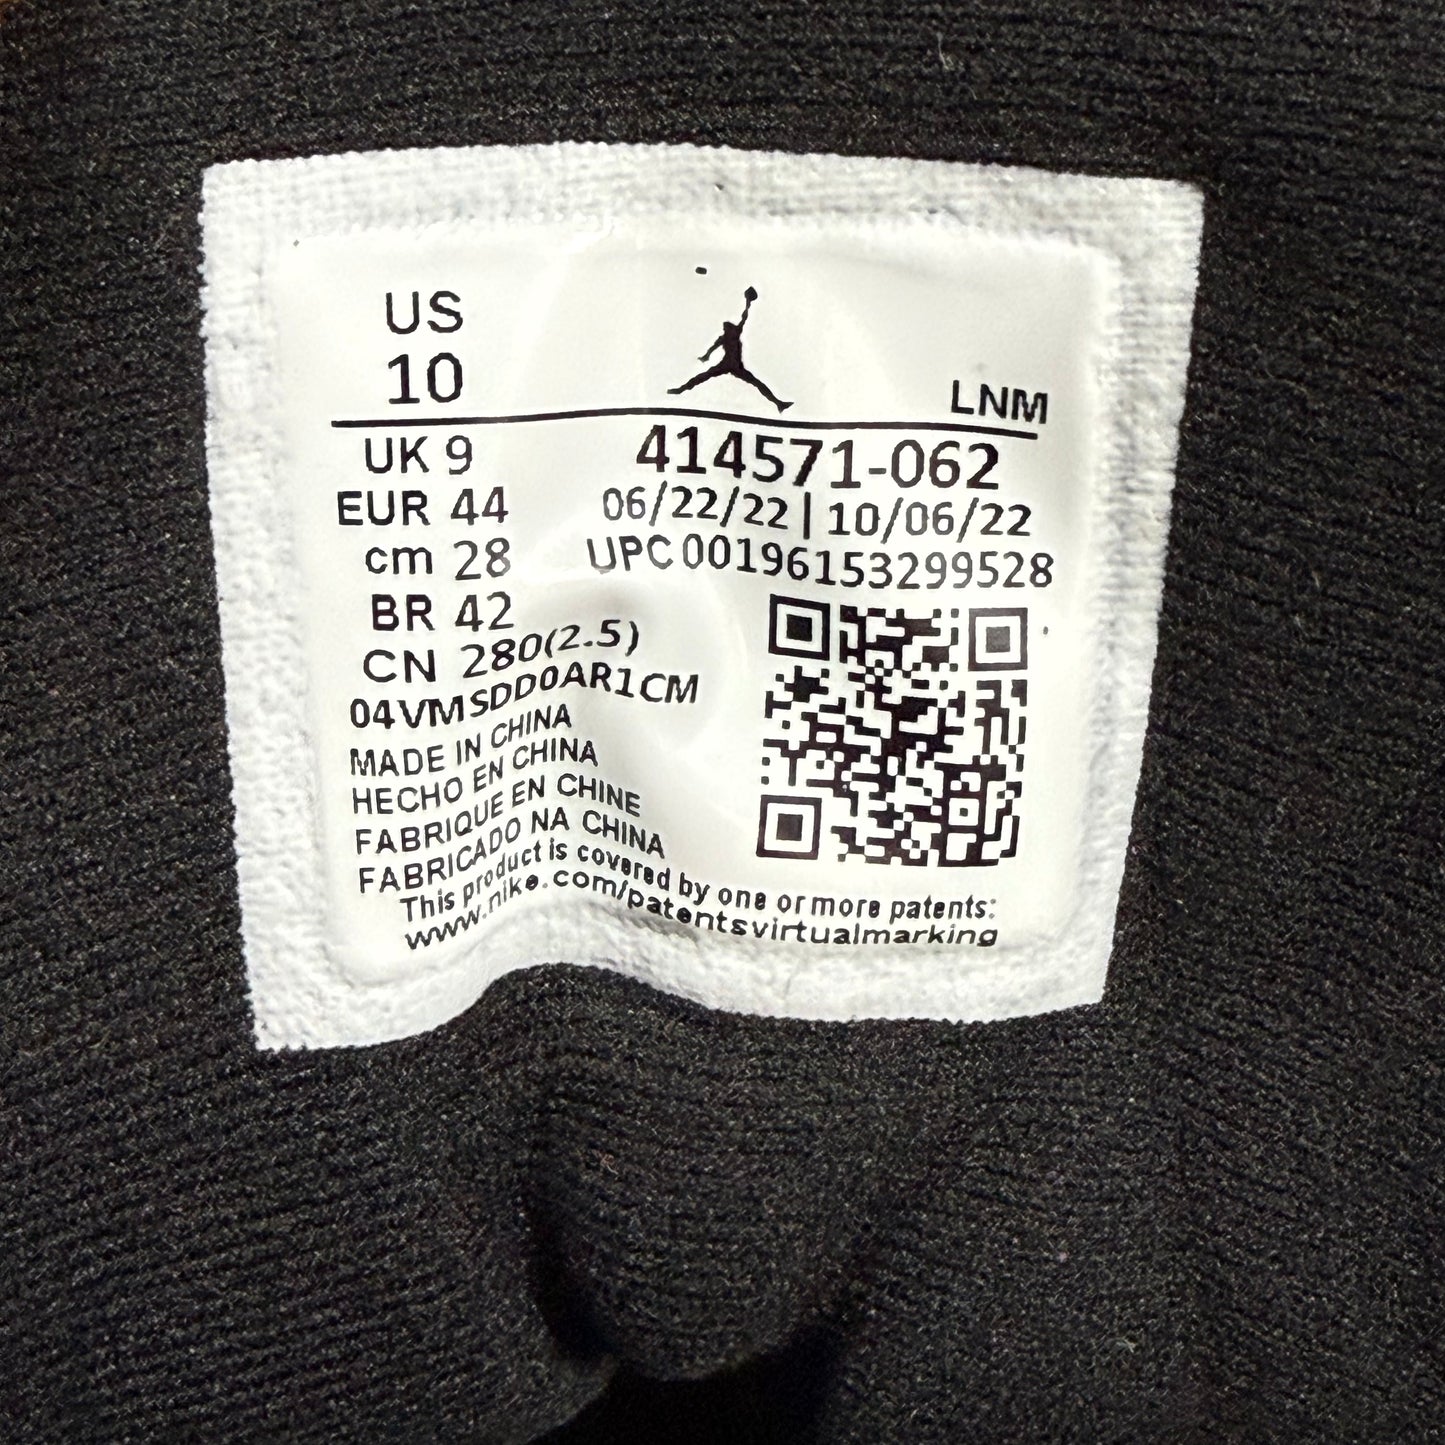 US
10
LNM
UK 9
414571-062
EUR 44
06/22/22 | 10/06/22
cm 28
UPC 00196153299528
BR 42
CN 280(2.5)
04VMSDD0AR1CM
MADE IN CHINA
HECHO EN CHINA
FABRIQUE EN CHINE
FABRICADO NA CHINA
This product is covered by one or more patents:
www.nike.com/patentsvirtualmarking